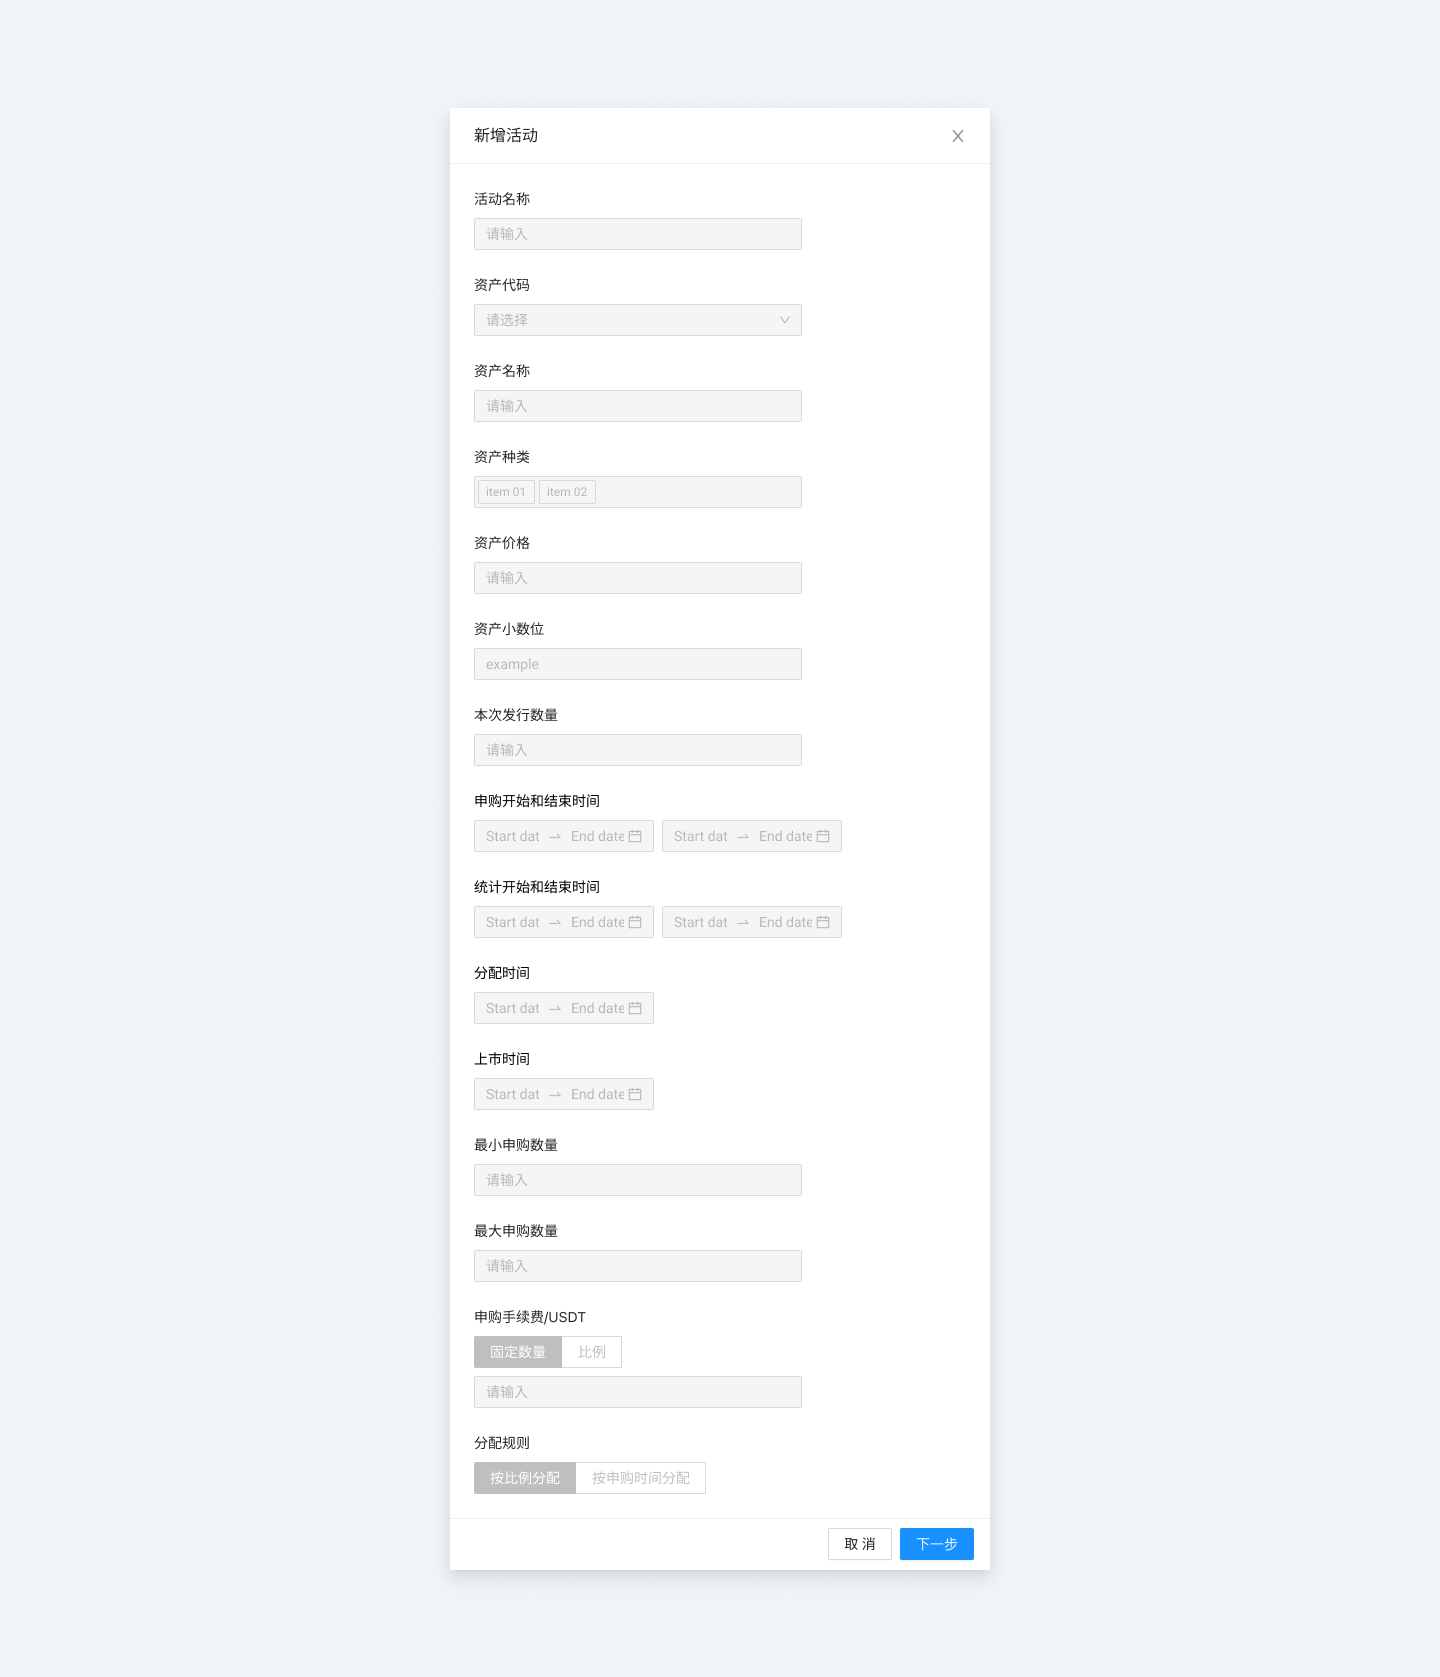 新增活动
活动名称
请输入
资产代码
请选择
资产名称
请输入
资产种类
item 01 item 02
资产价格
请输入
资产小数位
example
本次发行数量
请输入
申购开始和结束时间
Start dat End date Start dat End date
统计开始和结束时间
Start dat End date Start dat End date
分配时间
Start dat End date
上市时间
Start dat End date
最小申购数量
请输入
最大申购数量
请输入
申购手续费/USDT
固定数量 比例
请输入
分配规则
按比例分配 按申购时间分配
取 消 下一步